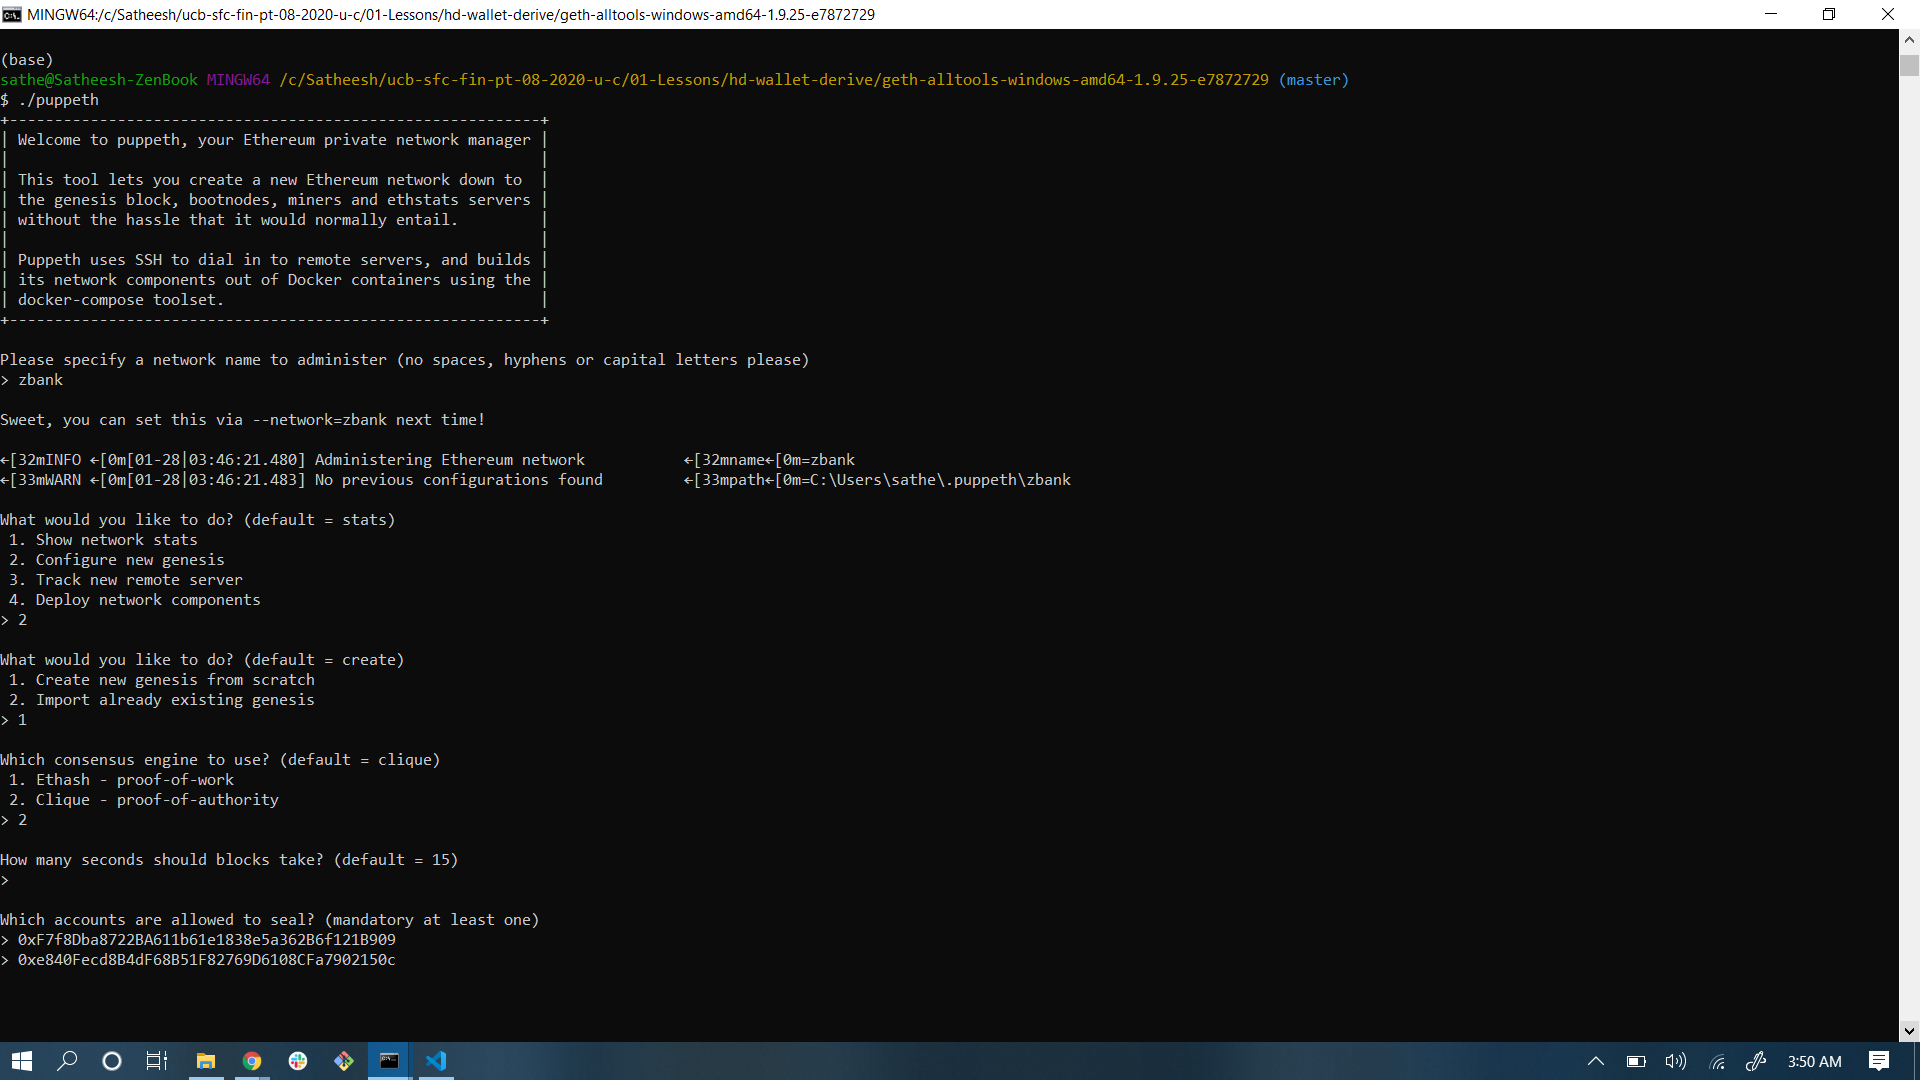 MINGW64:/c/Satheesh/ucb-sfc-fin-pt-08-2020-u-c/01-Lessons/hd-wallet-derive/geth-alltools-windows-amd64-1.9.25-e7872729
(base)
sathe@Satheesh-ZenBook MINGW64 /c/Satheesh/ucb-sfc-fin-pt-08-2020-u-c/01-Lessons/hd-wallet-derive/geth-alltools-windows-amd64-1.9.25-e7872729 (master)
$ ./puppeth
+-----------------------------------------------------------+
| Welcome to puppeth, your Ethereum private network manager |
|                                                           |
| This tool lets you create a new Ethereum network down to  |
| the genesis block, bootnodes, miners and ethstats servers |
| without the hassle that it would normally entail.         |
|                                                           |
| Puppeth uses SSH to dial in to remote servers, and builds |
| its network components out of Docker containers using the |
| docker-compose toolset.                                   |
+-----------------------------------------------------------+
Please specify a network name to administer (no spaces, hyphens or capital letters please)
> zbank
Sweet, you can set this via --network=zbank next time!
←[32mINFO ←[0m[01-28|03:46:21.480] Administering Ethereum network           ←[32mname←[0m=zbank
←[33mWARN ←[0m[01-28|03:46:21.483] No previous configurations found         ←[33mpath←[0m=C:\Users\sathe\.puppeth\zbank
What would you like to do? (default = stats)
 1. Show network stats
 2. Configure new genesis
 3. Track new remote server
 4. Deploy network components
> 2
What would you like to do? (default = create)
 1. Create new genesis from scratch
 2. Import already existing genesis
> 1
Which consensus engine to use? (default = clique)
 1. Ethash - proof-of-work
 2. Clique - proof-of-authority
> 2
How many seconds should blocks take? (default = 15)
>
Which accounts are allowed to seal? (mandatory at least one)
> 0xF7f8Dba8722BA611b61e1838e5a362B6f121B909
> 0xe840Fecd8B4dF68B51F82769D6108CFa7902150c
3:50 AM